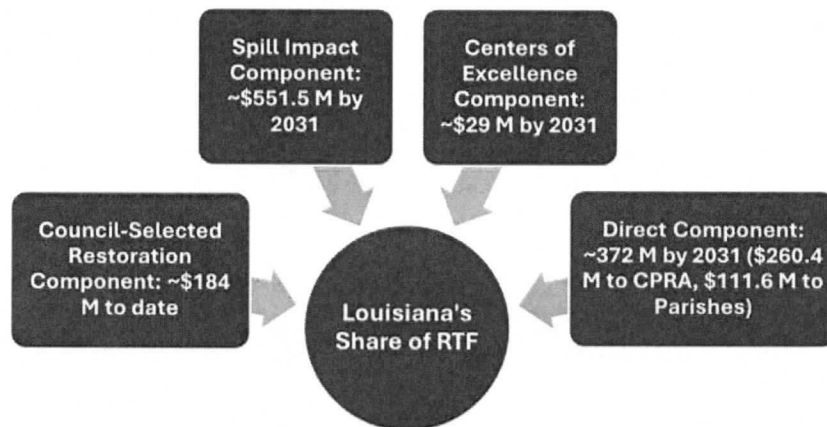 Spill Impact
Component:
~$551.5 M by
2031
Centers of
Excellence
Component:
~$29 M by 2031
Council-Selected
Restoration
Component: ~$184
M to date
Direct Component:
~372 M by 2031 ($260.4
M to CPRA, $111.6 M to
Parishes)
Louisiana's
Share of RTF